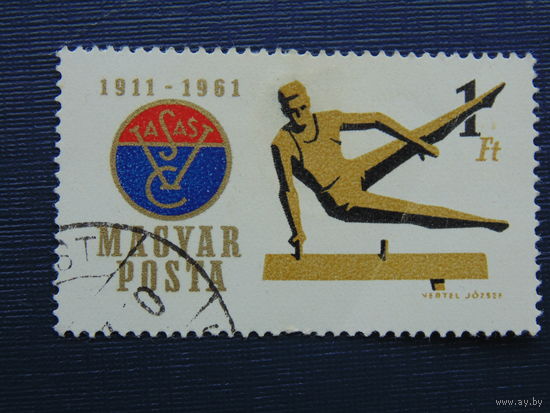 1911 - 1961
VASAS
SC
1
Ft
MAGYAR
POSTA
VERTEL JÓZSEF
www.ay.by